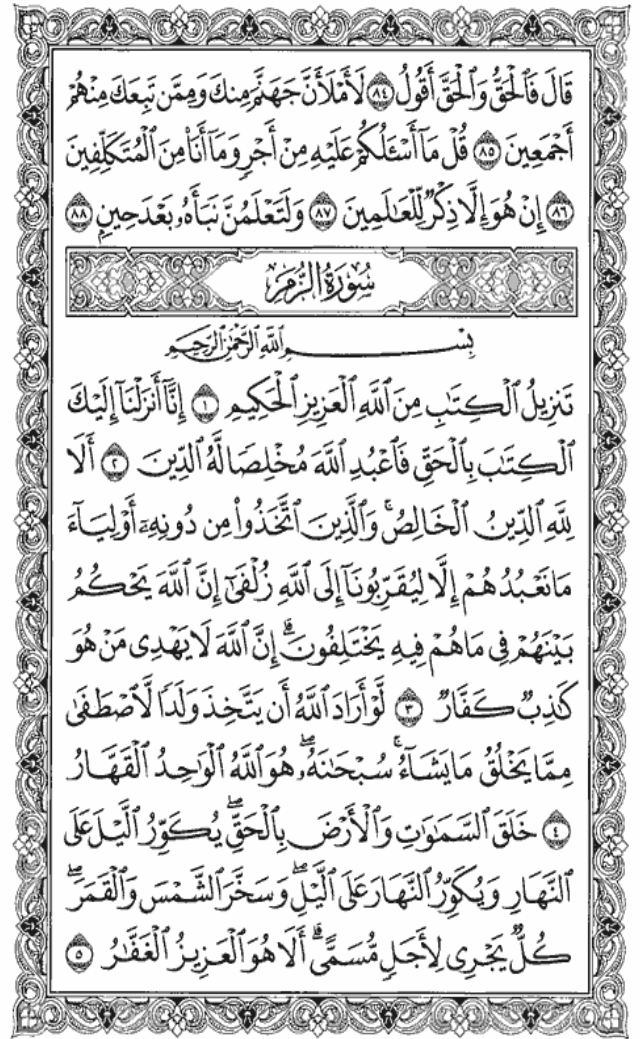 قَالَ فَٱلْحَقُّ وَٱلْحَقَّ أَقُولُ ٨٤ لَأَمْلَأَنَّ جَهَنَّمَ مِنكَ وَمِمَّن تَبِعَكَ مِنْهُمْ
أَجْمَعِينَ ٨٥ قُلْ مَآ أَسْـَٔلُكُمْ عَلَيْهِ مِنْ أَجْرٍ وَمَآ أَنَا۠ مِنَ ٱلْمُتَكَلِّفِينَ
٨٦ إِنْ هُوَ إِلَّا ذِكْرٌ لِّلْعَـٰلَمِينَ ٨٧ وَلَتَعْلَمُنَّ نَبَأَهُۥ بَعْدَ حِينٍۭ ٨٨
سُورَةُ الزُّمَرِ
بِسْمِ ٱللَّهِ ٱلرَّحْمَـٰنِ ٱلرَّحِيمِ
تَنزِيلُ ٱلْكِتَـٰبِ مِنَ ٱللَّهِ ٱلْعَزِيزِ ٱلْحَكِيمِ ١ إِنَّآ أَنزَلْنَآ إِلَيْكَ
ٱلْكِتَـٰبَ بِٱلْحَقِّ فَٱعْبُدِ ٱللَّهَ مُخْلِصًا لَّهُ ٱلدِّينَ ٢ أَلَا
لِلَّهِ ٱلدِّينُ ٱلْخَالِصُ ۚ وَٱلَّذِينَ ٱتَّخَذُوا۟ مِن دُونِهِۦٓ أَوْلِيَآءَ
مَا نَعْبُدُهُمْ إِلَّا لِيُقَرِّبُونَآ إِلَى ٱللَّهِ زُلْفَىٰٓ إِنَّ ٱللَّهَ يَحْكُمُ
بَيْنَهُمْ فِى مَا هُمْ فِيهِ يَخْتَلِفُونَ ۗ إِنَّ ٱللَّهَ لَا يَهْدِى مَنْ هُوَ
كَـٰذِبٌ كَفَّارٌ ٣ لَّوْ أَرَادَ ٱللَّهُ أَن يَتَّخِذَ وَلَدًا لَّٱصْطَفَىٰ
مِمَّا يَخْلُقُ مَا يَشَآءُ ۚ سُبْحَـٰنَهُۥ ۖ هُوَ ٱللَّهُ ٱلْوَٰحِدُ ٱلْقَهَّارُ
٤ خَلَقَ ٱلسَّمَـٰوَٰتِ وَٱلْأَرْضَ بِٱلْحَقِّ ۖ يُكَوِّرُ ٱلَّيْلَ عَلَى
ٱلنَّهَارِ وَيُكَوِّرُ ٱلنَّهَارَ عَلَى ٱلَّيْلِ ۖ وَسَخَّرَ ٱلشَّمْسَ وَٱلْقَمَرَ ۖ
كُلٌّ يَجْرِى لِأَجَلٍ مُّسَمًّى ۗ أَلَا هُوَ ٱلْعَزِيزُ ٱلْغَفَّـٰرُ ٥